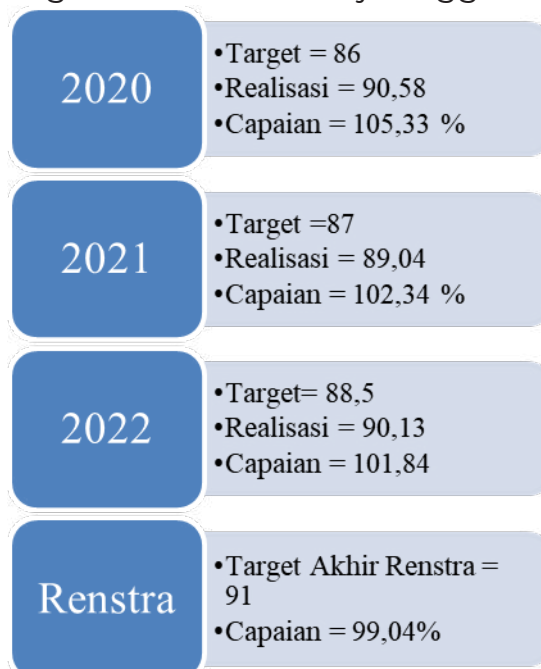 2020
•Target = 86
•Realisasi = 90,58
•Capaian = 105,33 %
2021
•Target =87
•Realisasi = 89,04
•Capaian = 102,34 %
2022
•Target= 88,5
•Realisasi = 90,13
•Capaian = 101,84
Renstra
•Target Akhir Renstra =
91
•Capaian = 99,04%